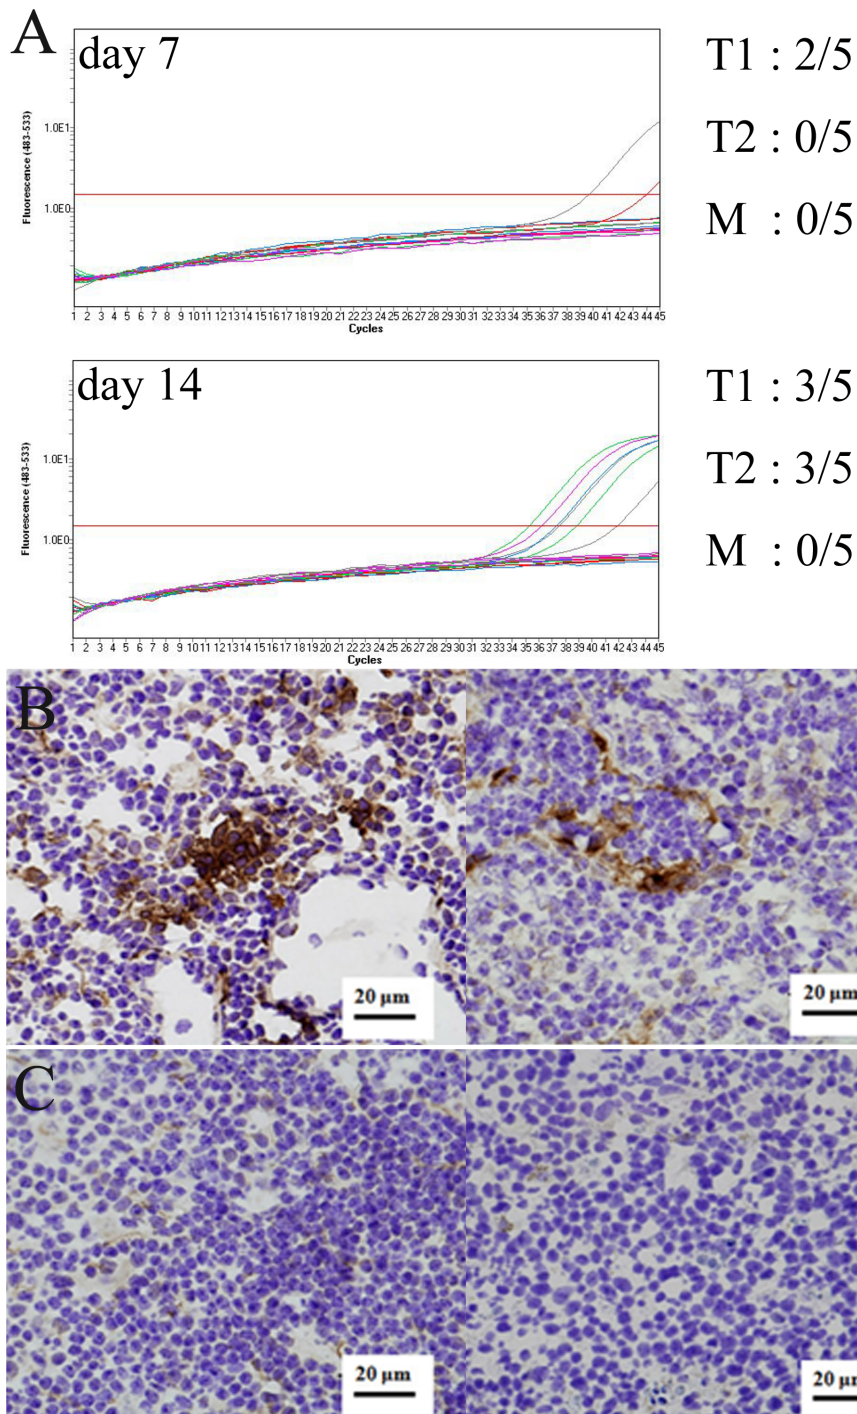 A
day 7
T1 : 2/5
T2 : 0/5
M : 0/5
Fluorescence (483-533)
1.0E1
1.0E0
1 2 3 4 5 6 7 8 9 10 11 12 13 14 15 16 17 18 19 20 21 22 23 24 25 26 27 28 29 30 31 32 33 34 35 36 37 38 39 40 41 42 43 44 45
Cycles
day 14
T1 : 3/5
T2 : 3/5
M : 0/5
Fluorescence (483-533)
1.0E1
1.0E0
1 2 3 4 5 6 7 8 9 10 11 12 13 14 15 16 17 18 19 20 21 22 23 24 25 26 27 28 29 30 31 32 33 34 35 36 37 38 39 40 41 42 43 44 45
Cycles
B
20 µm
20 µm
C
20 µm
20 µ